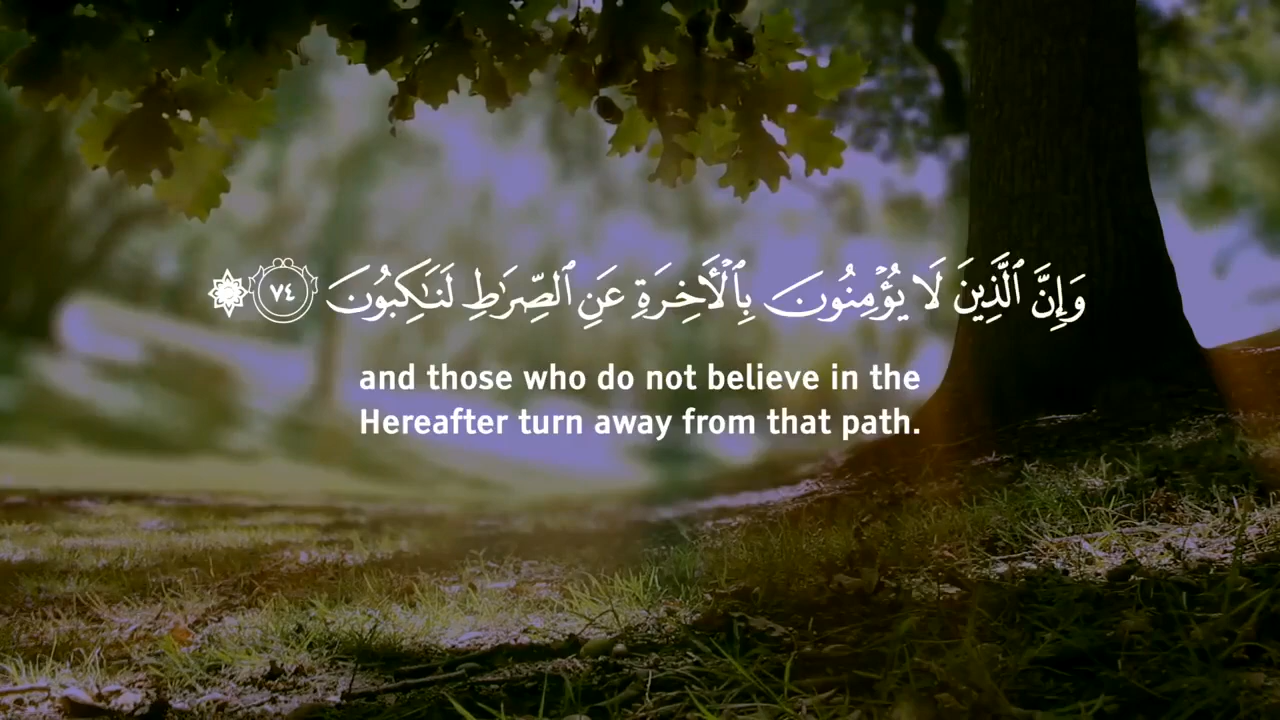 وَإِنَّ ٱلَّذِينَ لَا يُؤْمِنُونَ بِٱلْـَٔاخِرَةِ عَنِ ٱلصِّرَٰطِ لَنَـٰكِبُونَ ٧٤ ۞
and those who do not believe in the
Hereafter turn away from that path.